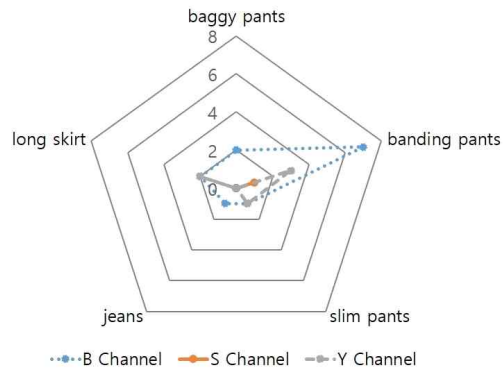 baggy pants
8
6
4
2
0
long skirt
banding pants
jeans
slim pants
B Channel S Channel Y Channel